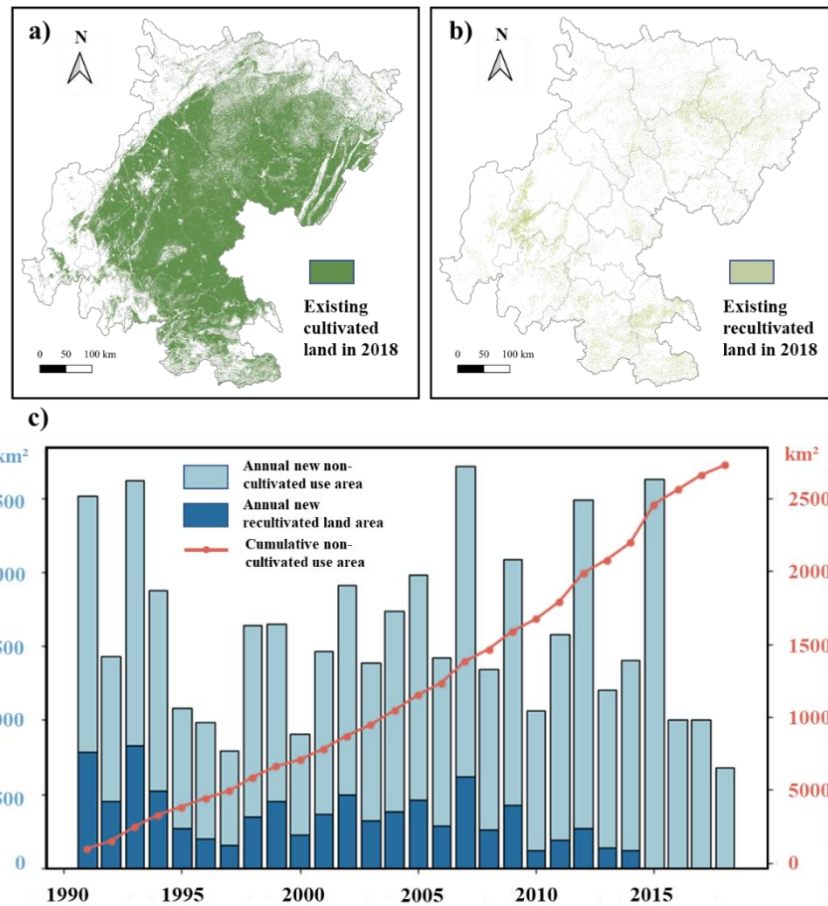 a)
N
Existing
cultivated
land in 2018
0 50 100 km
b)
N
Existing
recultivated
land in 2018
0 50 100 km
c)
km²
500
000
500
000
500
0
Annual new non-
cultivated use area
Annual new
recultivated land area
Cumulative non-
cultivated use area
km²
2500
2000
1500
1000
5000
0
1990 1995 2000 2005 2010 2015